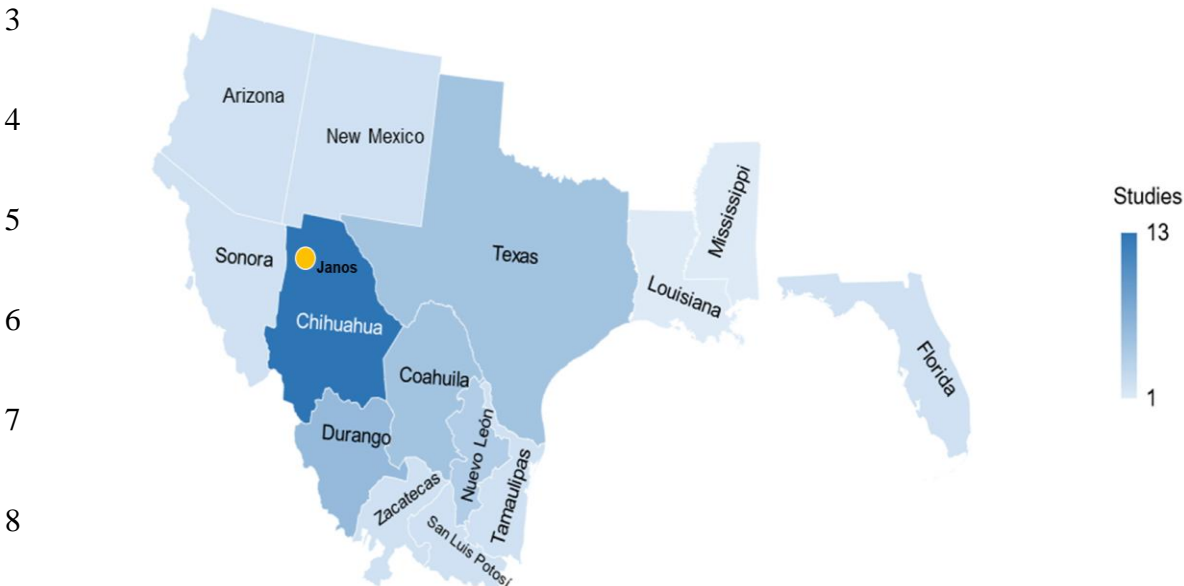 3
Arizona
4
New Mexico
Mississippi
Studies
5
13
Sonora
Janos
Texas
Louisiana
6
Chihuahua
Coahuila
Florida
1
7
Durango
Nuevo León
Tamaulipas
Zacatecas
8
San Luis Potosí